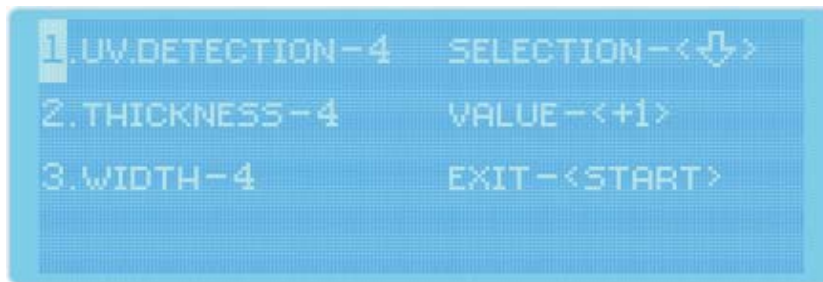 1.UV.DETECTION-4 SELECTION-<⇩>
2.THICKNESS-4 VALUE-<+1>
3.WIDTH-4 EXIT-<START>